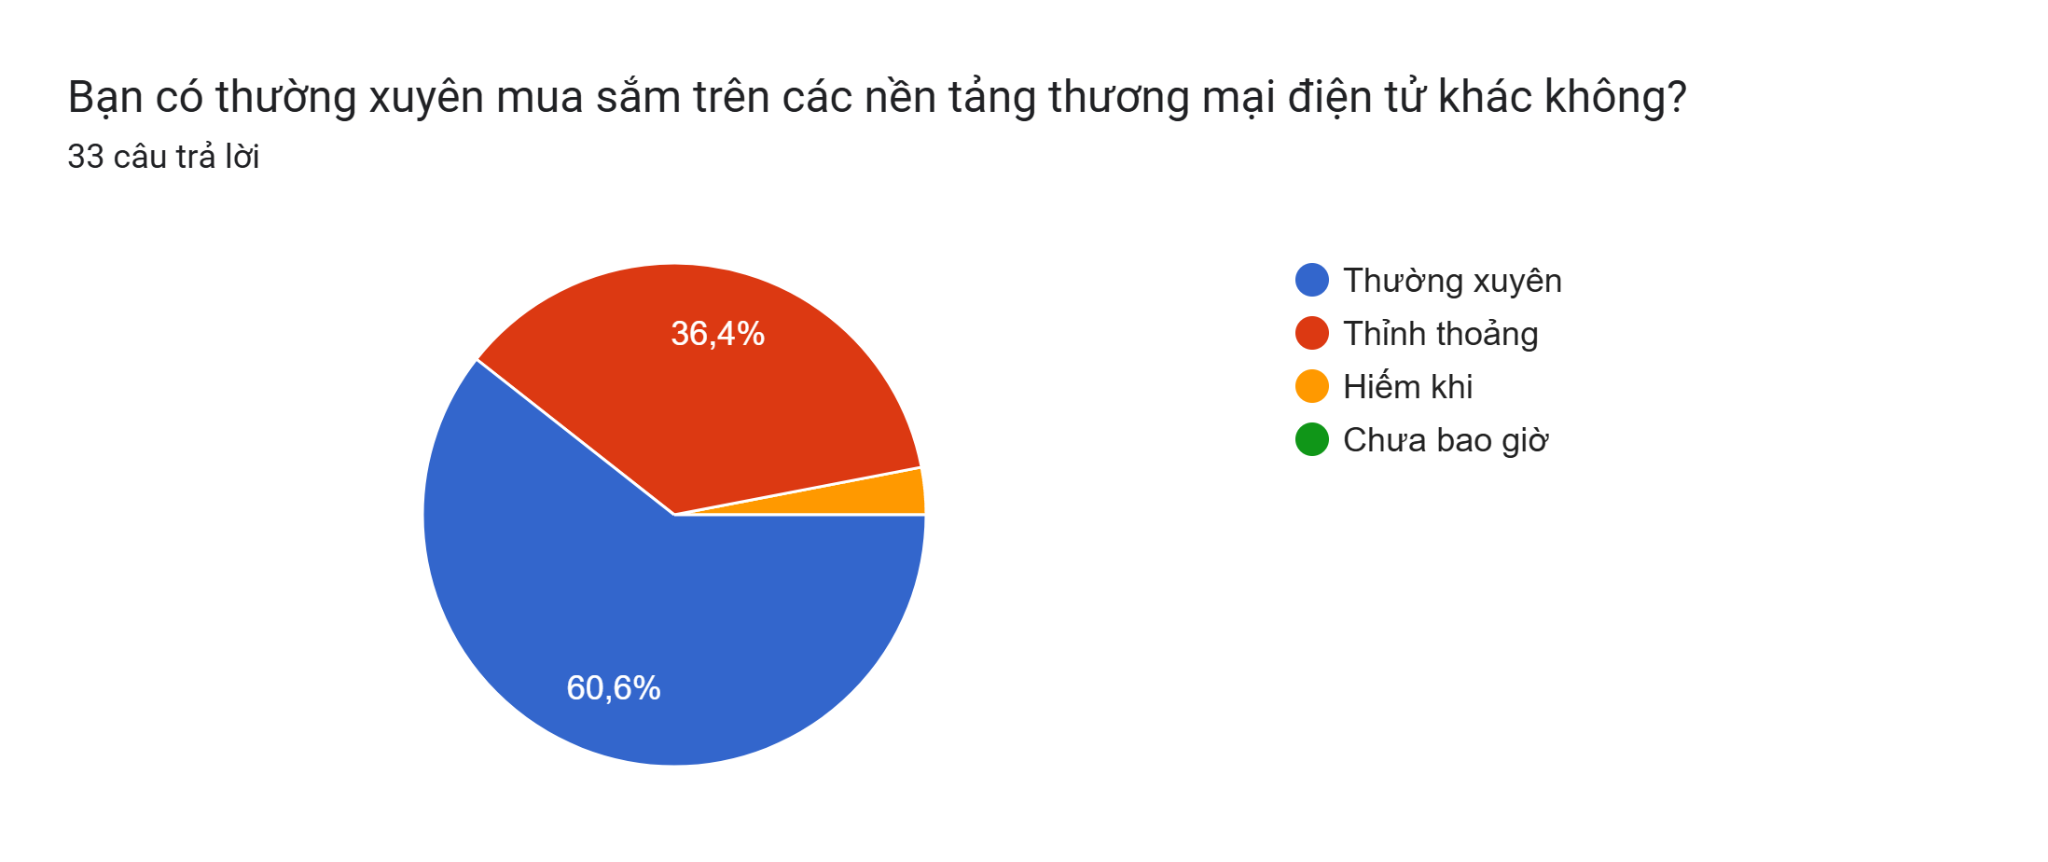 Bạn có thường xuyên mua sắm trên các nền tảng thương mại điện tử khác không?
33 câu trả lời
36,4%
60,6%
Thường xuyên
Thỉnh thoảng
Hiếm khi
Chưa bao giờ